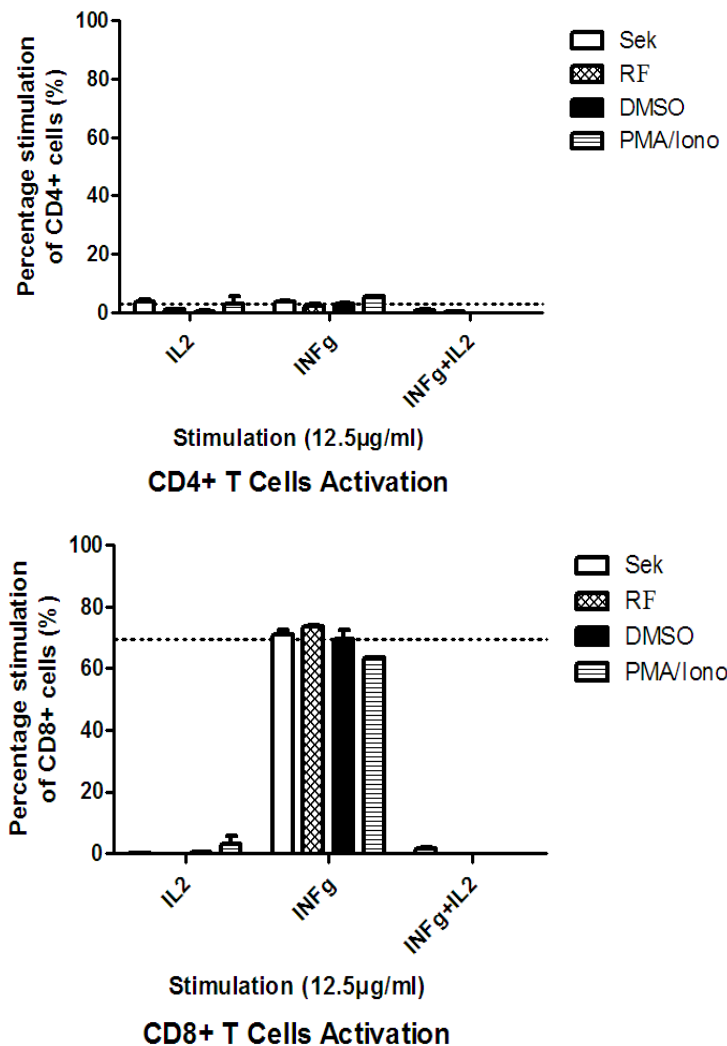 100
80
60
40
20
0
Percentage stimulation
of CD4+ cells (%)
Sek
RF
DMSO
PMA/Iono
IL2
INFg
INFg+IL2
Stimulation (12.5µg/ml)
CD4+ T Cells Activation
100
80
60
40
20
0
Percentage stimulation
of CD8+ cells (%)
Sek
RF
DMSO
PMA/Iono
IL2
INFg
INFg+IL2
Stimulation (12.5µg/ml)
CD8+ T Cells Activation